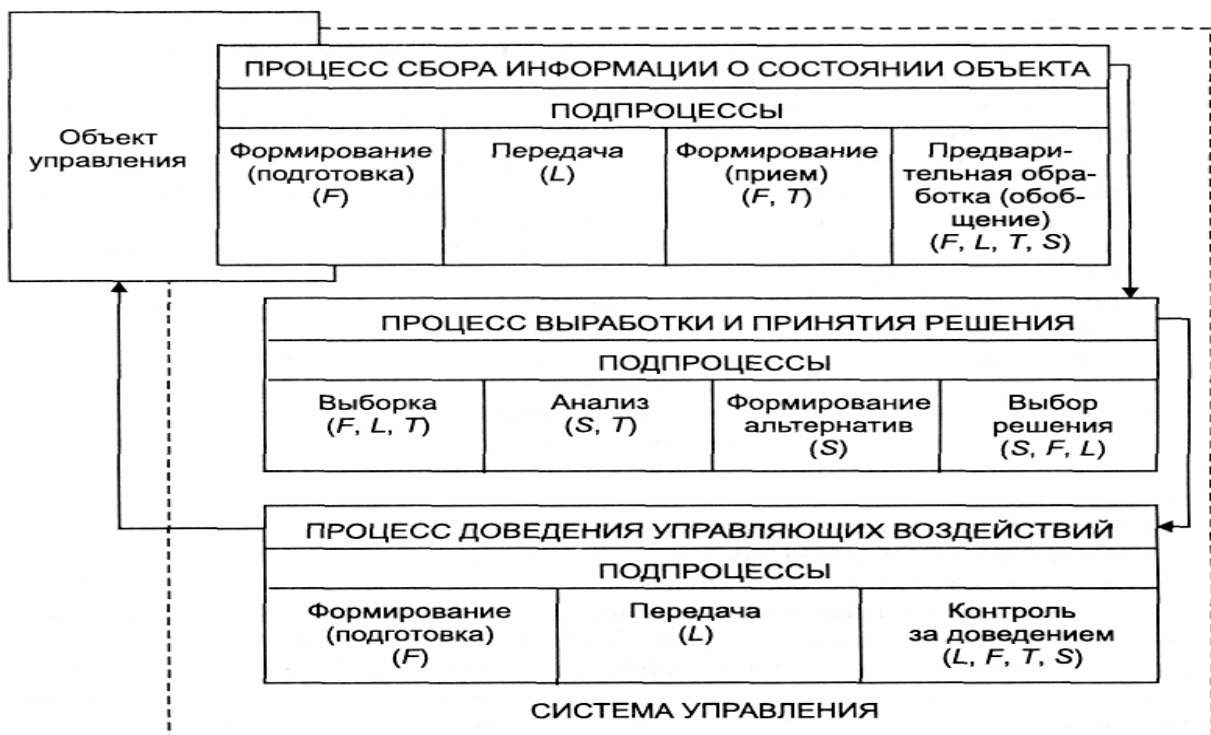 ПРОЦЕСС СБОРА ИНФОРМАЦИИ О СОСТОЯНИИ ОБЪЕКТА
ПОДПРОЦЕССЫ
Объект
управления
Формирование
(подготовка)
(F)
Передача
(L)
Формирование
(прием)
(F, T)
Предвари-
тельная обра-
ботка (обоб-
щение)
(F, L, T, S)
ПРОЦЕСС ВЫРАБОТКИ И ПРИНЯТИЯ РЕШЕНИЯ
ПОДПРОЦЕССЫ
Выборка
(F, L, T)
Анализ
(S, T)
Формирование
альтернатив
(S)
Выбор
решения
(S, F, L)
ПРОЦЕСС ДОВЕДЕНИЯ УПРАВЛЯЮЩИХ ВОЗДЕЙСТВИЙ
ПОДПРОЦЕССЫ
Формирование
(подготовка)
(F)
Передача
(L)
Контроль
за доведением
(L, F, T, S)
СИСТЕМА УПРАВЛЕНИЯ